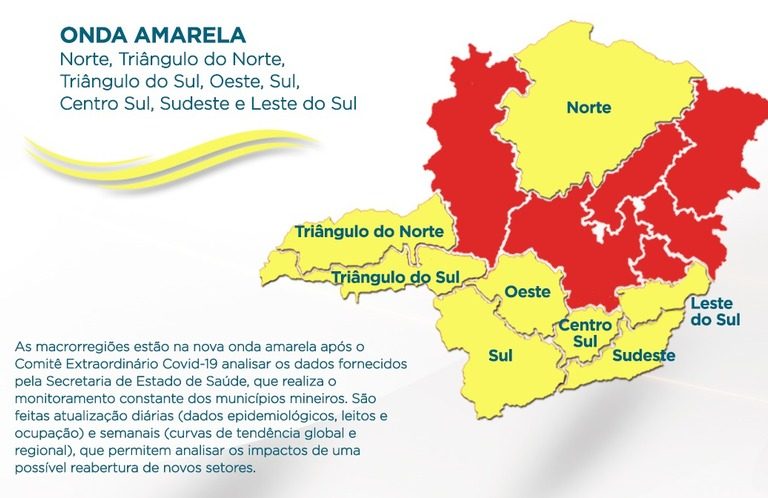 ONDA AMARELA
Norte, Triângulo do Norte,
Triângulo do Sul, Oeste, Sul,
Centro Sul, Sudeste e Leste do Sul
Norte
Triângulo do Norte
Triângulo do Sul
Oeste
Leste
do Sul
Centro
Sul
Sul
Sudeste
As macrorregiões estão na nova onda amarela após o
Comitê Extraordinário Covid-19 analisar os dados fornecidos
pela Secretaria de Estado de Saúde, que realiza o
monitoramento constante dos municípios mineiros. São
feitas atualização diárias (dados epidemiológicos, leitos e
ocupação) e semanais (curvas de tendência global e
regional), que permitem analisar os impactos de uma
possível reabertura de novos setores.